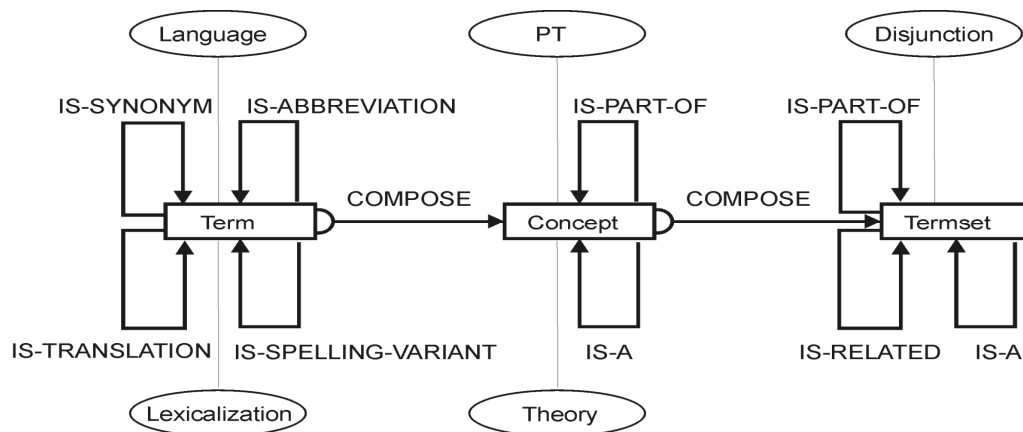 Language PT Disjunction
IS-SYNONYM IS-ABBREVIATION IS-PART-OF IS-PART-OF
COMPOSE COMPOSE
Term Concept Termset
IS-TRANSLATION IS-SPELLING-VARIANT IS-A IS-RELATED IS-A
Lexicalization Theory